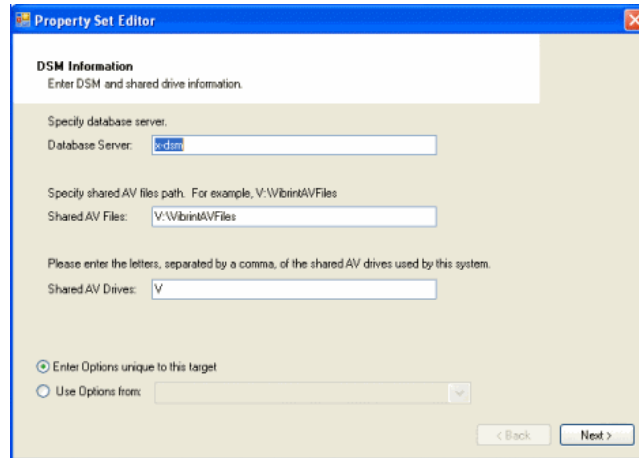 Property Set Editor
DSM Information
Enter DSM and shared drive information.
Specify database server.
Database Server: x-dsm
Specify shared AV files path. For example, V:\VibrintAVFiles
Shared AV Files: V:\VibrintAVFiles
Please enter the letters, separated by a comma, of the shared AV drives used by this system.
Shared AV Drives: V
Enter Options unique to this target
Use Options from:
< Back Next >